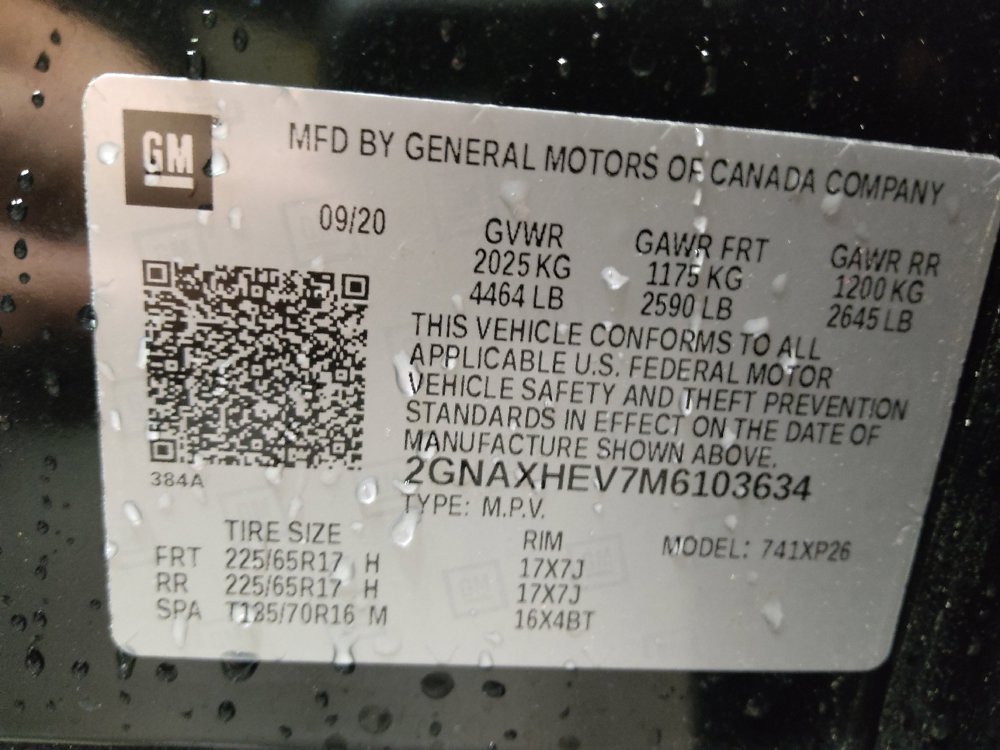 GM
MFD BY GENERAL MOTORS OF CANADA COMPANY
09/20
GVWR GAWR FRT GAWR RR
2025 KG 1175 KG 1200 KG
4464 LB 2590 LB 2645 LB
THIS VEHICLE CONFORMS TO ALL
APPLICABLE U.S. FEDERAL MOTOR
VEHICLE SAFETY AND THEFT PREVENTION
STANDARDS IN EFFECT ON THE DATE OF
MANUFACTURE SHOWN ABOVE.
2GNAXHEV7M6103634
384A
TYPE: M.P.V.
TIRE SIZE RIM MODEL: 741XP26
FRT 225/65R17 H 17X7J
RR 225/65R17 H 17X7J
SPA T135/70R16 M 16X4BT